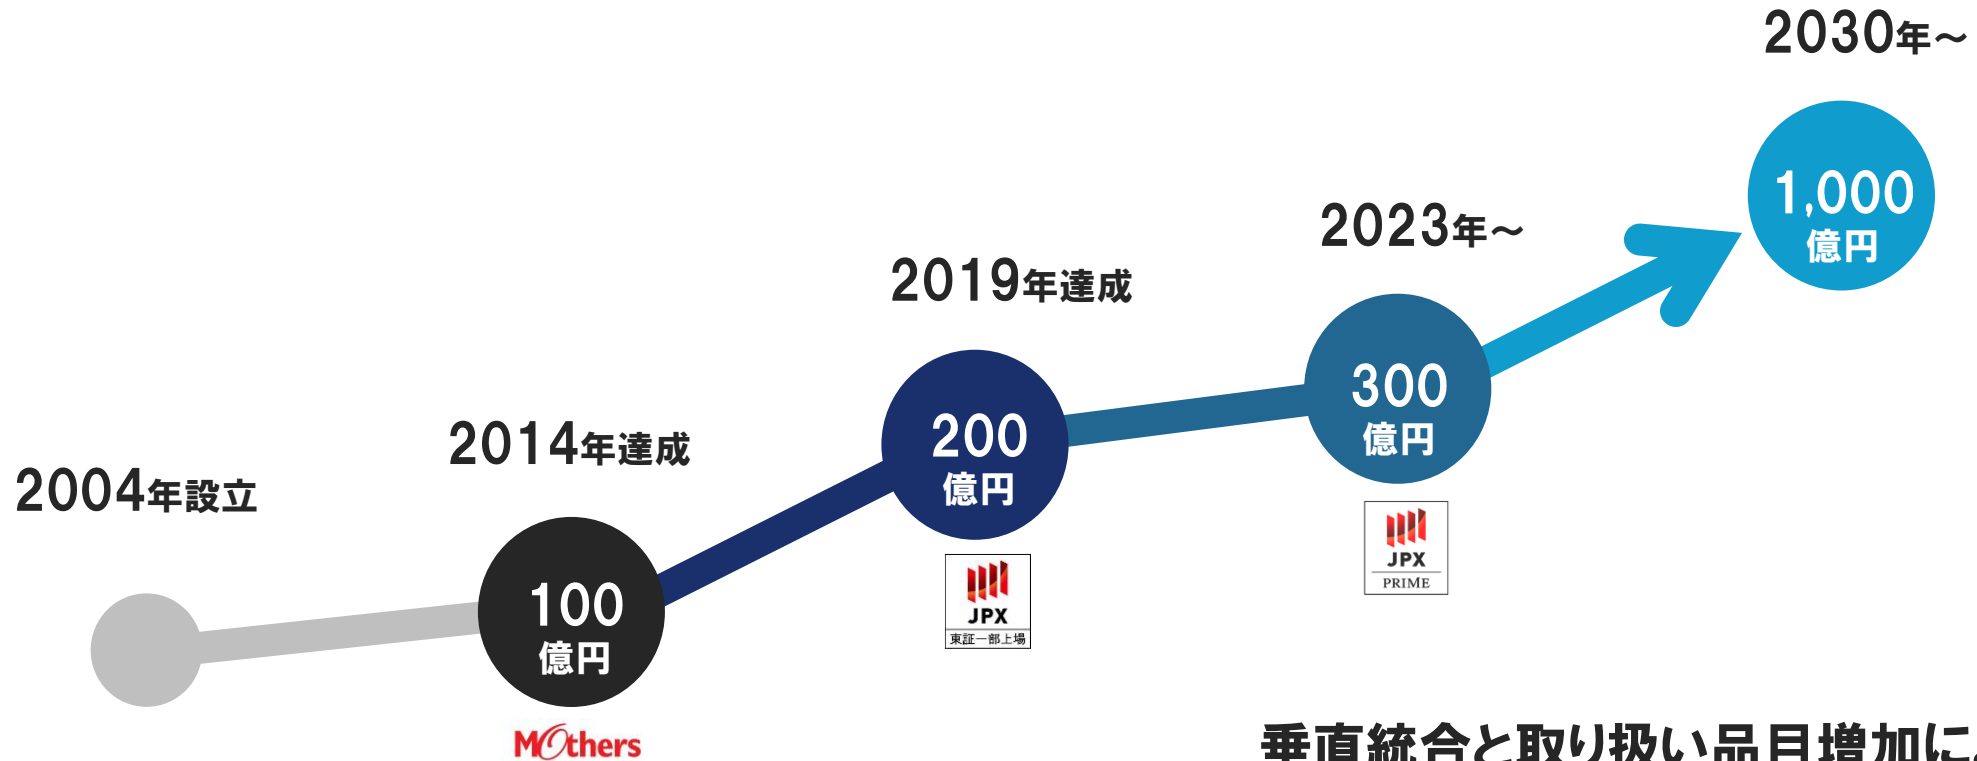 2030年～
1,000
億円
2023年～
300
億円
JPX
PRIME
2019年達成
200
億円
JPX
東証一部上場
2014年達成
100
億円
Mothers
2004年設立
垂直統合と取り扱い品目増加に